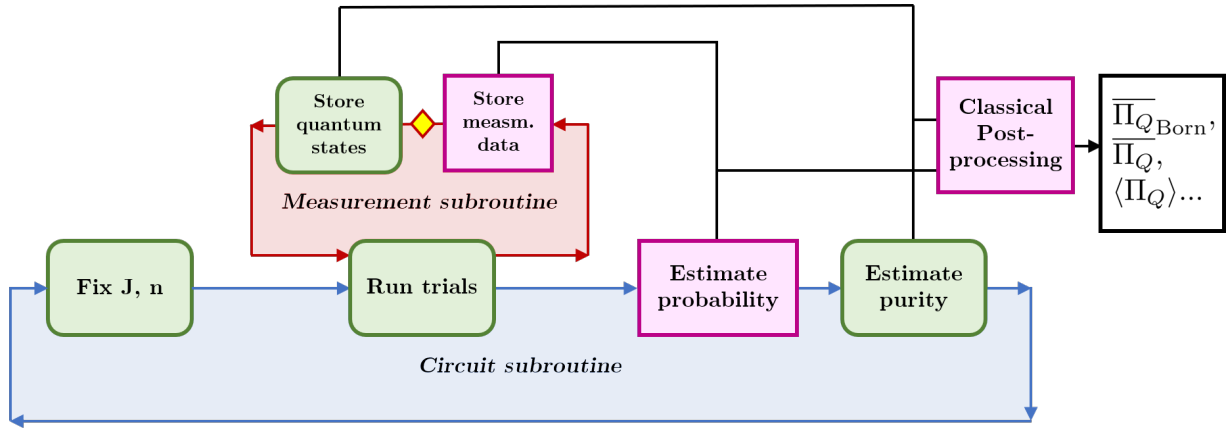 Store
quantum
states
Store
measm.
data
Classical
Post-
processing
$\overline{\Pi_Q}_{\text{Born}}$,
$\overline{\Pi_Q}$,
$\langle \Pi_Q \rangle$...
Measurement subroutine
Fix J, n
Run trials
Estimate
probability
Estimate
purity
Circuit subroutine